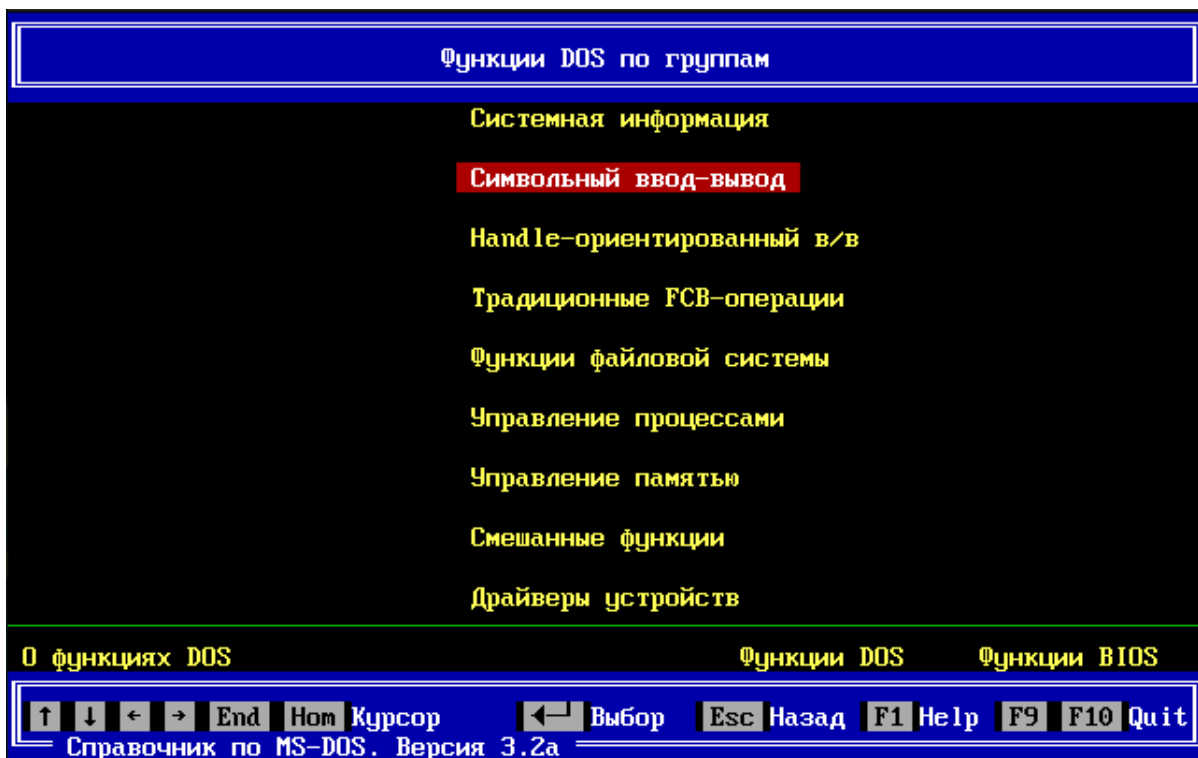 Функции DOS по группам
Системная информация
Символьный ввод-вывод
Handle-ориентированный в/в
Традиционные FCB-операции
Функции файловой системы
Управление процессами
Управление памятью
Смешанные функции
Драйверы устройств
О функциях DOS Функции DOS Функции BIOS
↑ ↓ ← → End Hom Курсор ◄─┘ Выбор Esc Назад F1 Help F9 F10 Quit
Справочник по MS-DOS. Версия 3.2a